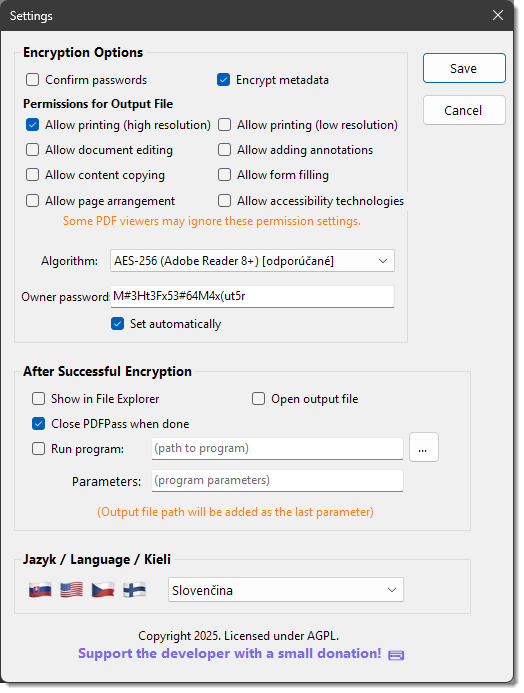 Settings
Encryption Options
Save
Confirm passwords Encrypt metadata
Cancel
Permissions for Output File
Allow printing (high resolution) Allow printing (low resolution)
Allow document editing Allow adding annotations
Allow content copying Allow form filling
Allow page arrangement Allow accessibility technologies
Some PDF viewers may ignore these permission settings.
Algorithm: AES-256 (Adobe Reader 8+) [odporúčané]
Owner password M#3Ht3Fx53#64M4x(ut5r
Set automatically
After Successful Encryption
Show in File Explorer Open output file
Close PDFPass when done
Run program: (path to program) ...
Parameters: (program parameters)
(Output file path will be added as the last parameter)
Jazyk / Language / Kieli
Slovenčina
Copyright 2025. Licensed under AGPL.
Support the developer with a small donation!